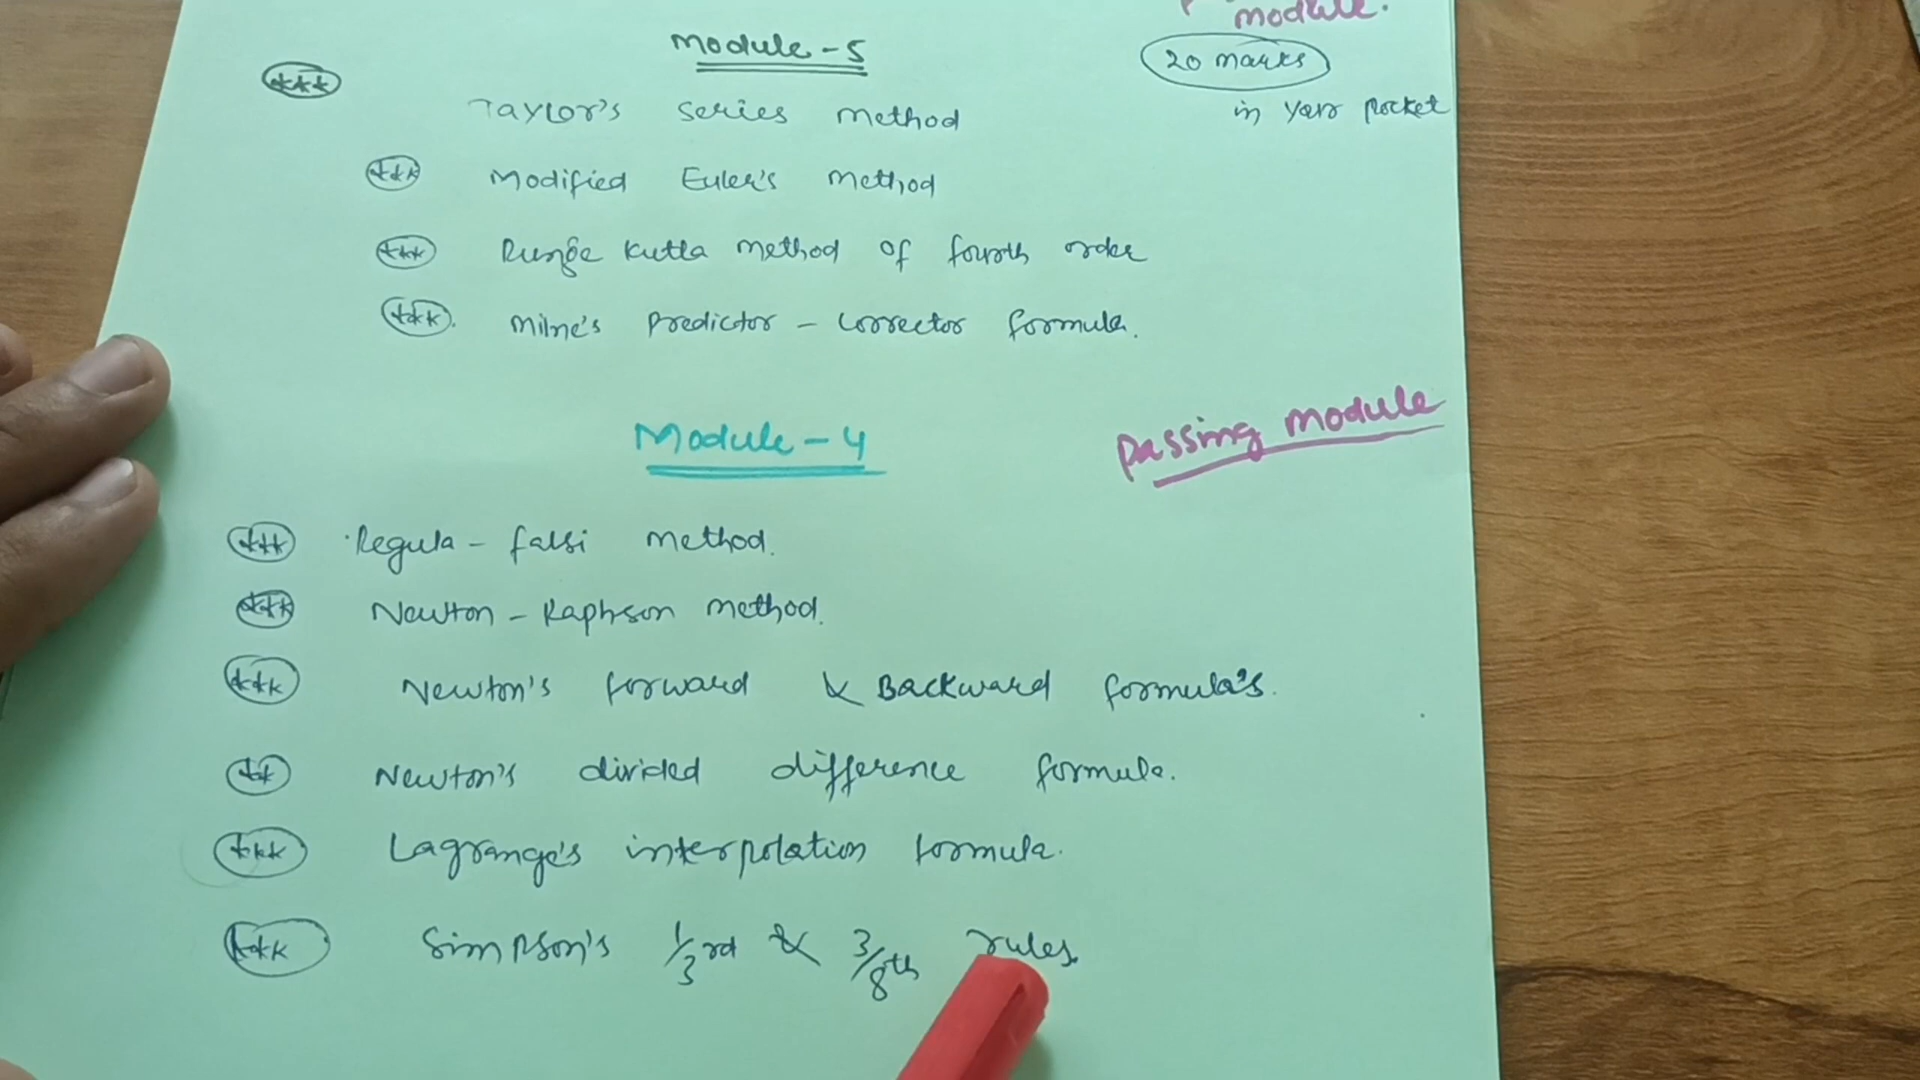 module.
Module - 5
20 marks
*** Taylor's series method
in your pocket
*** Modified Euler's method
*** Runge kutta method of fourth order
*** Milne's predictor - corrector formula.
Module - 4
Passing module
*** Regula - falsi method.
*** Newton - Raphson method.
*** Newton's forward & Backward formula's.
** Newton's divided difference formula.
*** Lagrange's interpolation formula.
*** Simpson's 1/3rd & 3/8th rules.